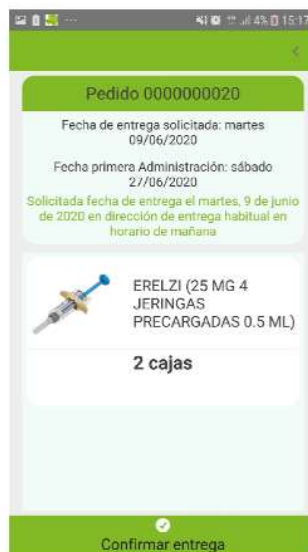 4% 15:17
Pedido 0000000020
Fecha de entrega solicitada: martes
09/06/2020
Fecha primera Administración: sábado
27/06/2020
Solicitada fecha de entrega el martes, 9 de junio
de 2020 en dirección de entrega habitual en
horario de mañana
ERELZI (25 MG 4
JERINGAS
PRECARGADAS 0.5 ML)
2 cajas
Confirmar entrega